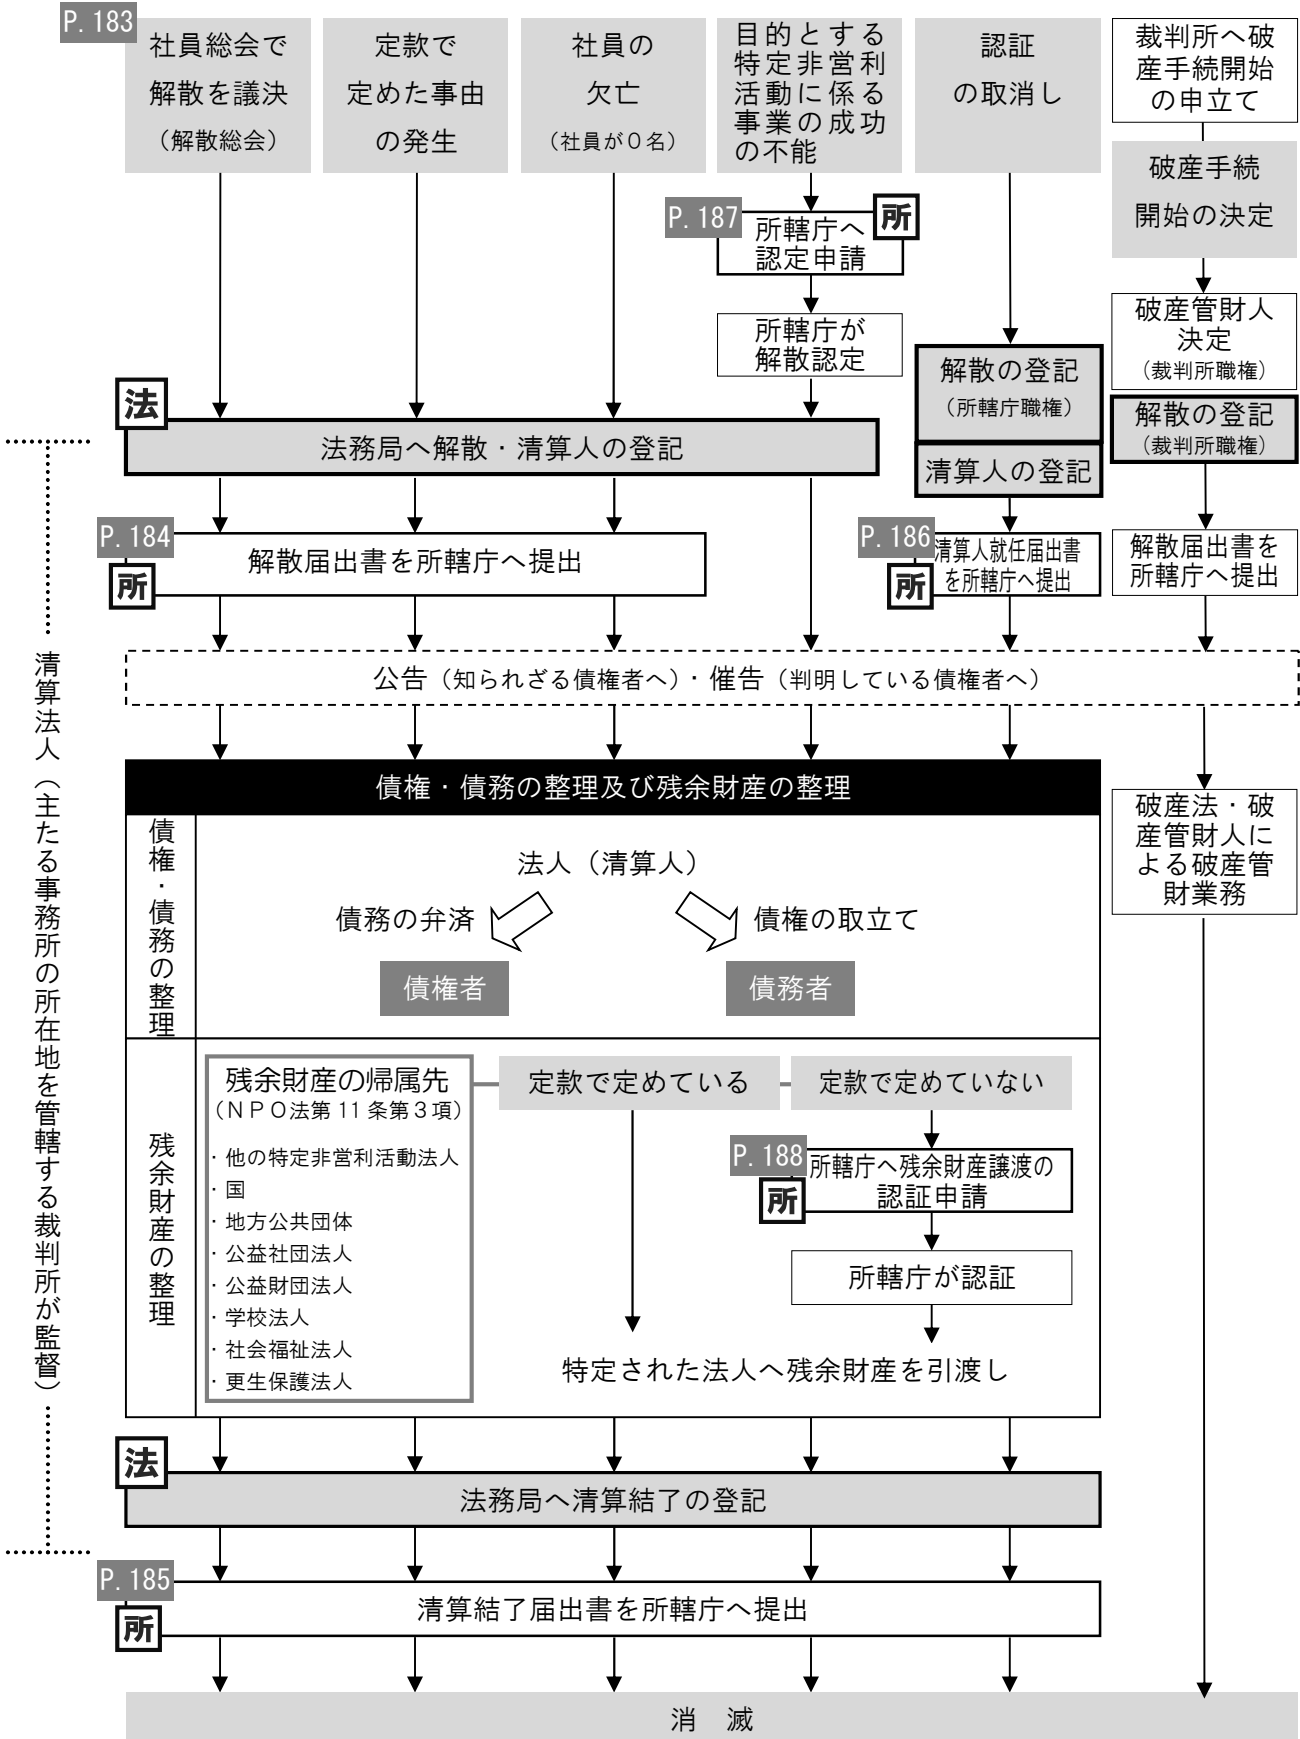 P. 183
社員総会で
解散を議決
（解散総会）
定款で
定めた事由
の発生
社員の
欠亡
（社員が０名）
目的とする
特定非営利
活動に係る
事業の成功
の不能
認証
の取消し
裁判所へ破
産手続開始
の申立て
破産手続
開始の決定
P. 187
所
所轄庁へ
認定申請
所轄庁が
解散認定
破産管財人
決定
（裁判所職権）
解散の登記
（所轄庁職権）
清算人の登記
解散の登記
（裁判所職権）
法
法務局へ解散・清算人の登記
P. 184
所
解散届出書を所轄庁へ提出
P. 186
所
清算人就任届出書
を所轄庁へ提出
解散届出書を
所轄庁へ提出
公告（知られざる債権者へ）・催告（判明している債権者へ）
清算法人（主たる事務所の所在地を管轄する裁判所が監督）
債権・債務の整理及び残余財産の整理
債権・債務の整理
法人（清算人）
債務の弁済
債権の取立て
債権者
債務者
破産法・破
産管財人に
よる破産管
財業務
残余財産の整理
残余財産の帰属先
（ＮＰＯ法第 11 条第３項）
・他の特定非営利活動法人
・国
・地方公共団体
・公益社団法人
・公益財団法人
・学校法人
・社会福祉法人
・更生保護法人
定款で定めている
定款で定めていない
P. 188
所
所轄庁へ残余財産譲渡の
認証申請
所轄庁が認証
特定された法人へ残余財産を引渡し
法
法務局へ清算結了の登記
P. 185
所
清算結了届出書を所轄庁へ提出
消　滅